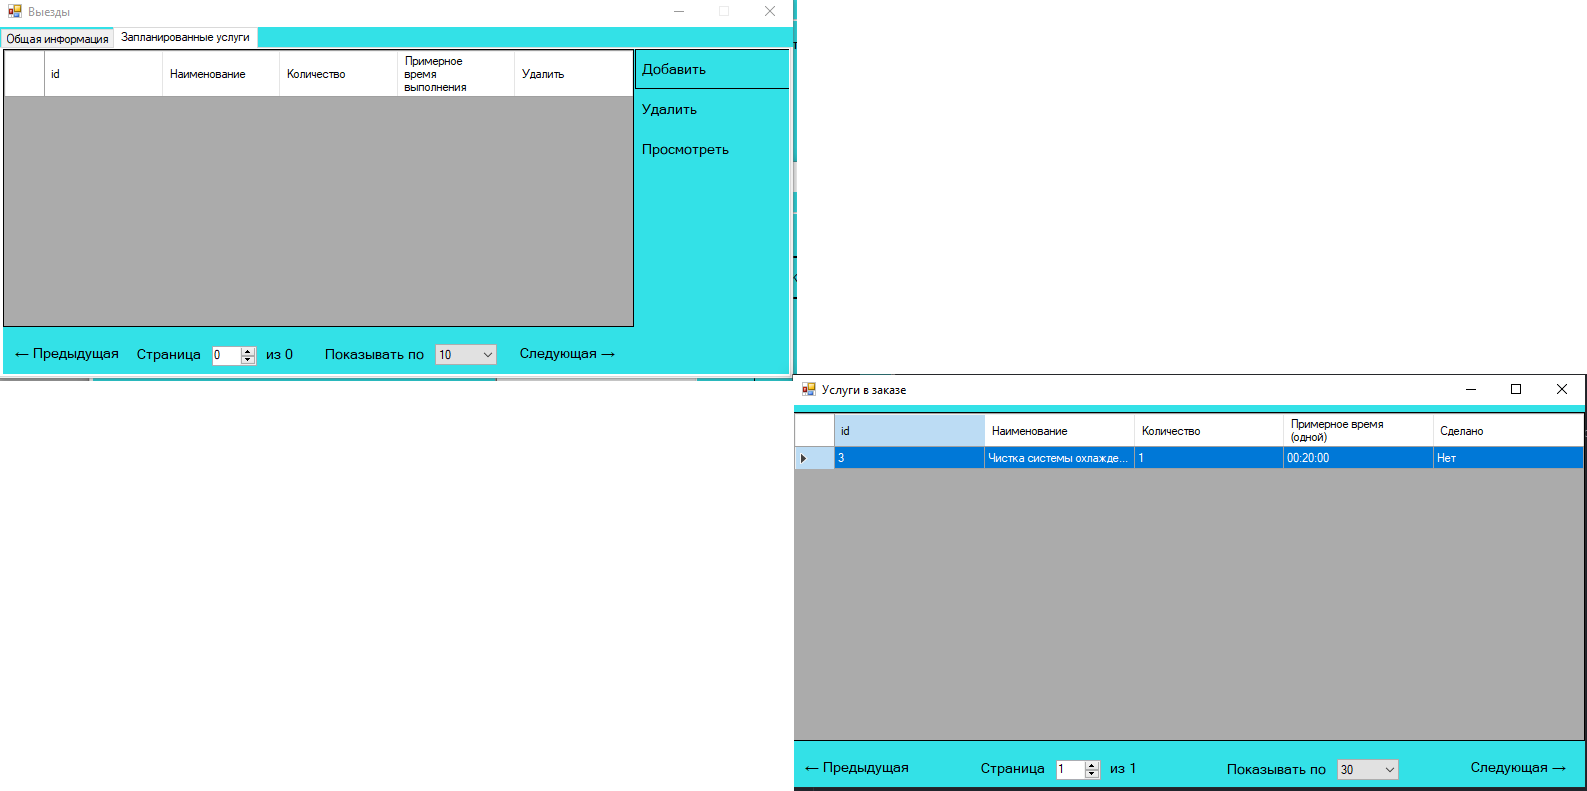 Выезды
Общая информация Запланированные услуги
id Наименование Количество Примерное время выполнения Удалить
Добавить
Удалить
Просмотреть
← Предыдущая Страница 0 из 0 Показывать по 10 Следующая →
Услуги в заказе
id Наименование Количество Примерное время (одной) Сделано
3 Чистка системы охлажде... 1 00:20:00 Нет
← Предыдущая Страница 1 из 1 Показывать по 30 Следующая →